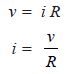 v = i R
i = v / R